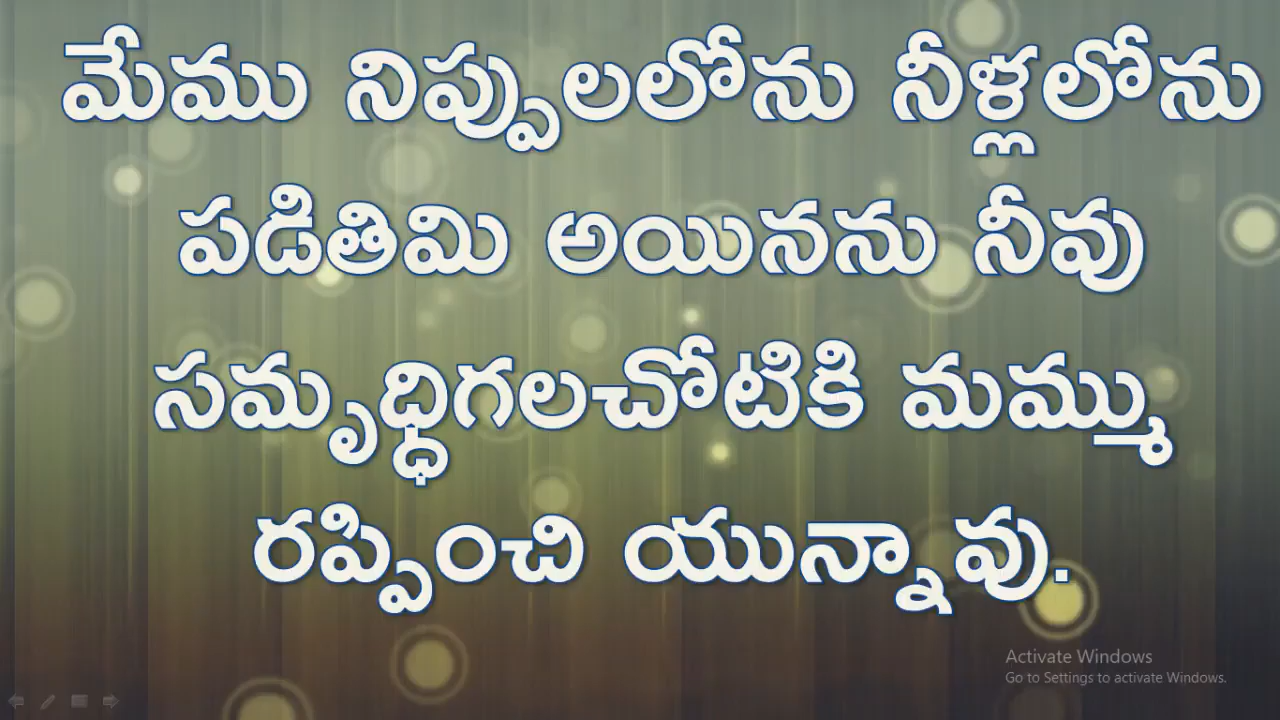 మేము నిప్పులలోను నీళ్లలోను
పడితిమి అయినను నీవు
సమృధ్ధిగలచోటికి మమ్ము
రప్పించి యున్నావు.
Activate Windows
Go to Settings to activate Windows.